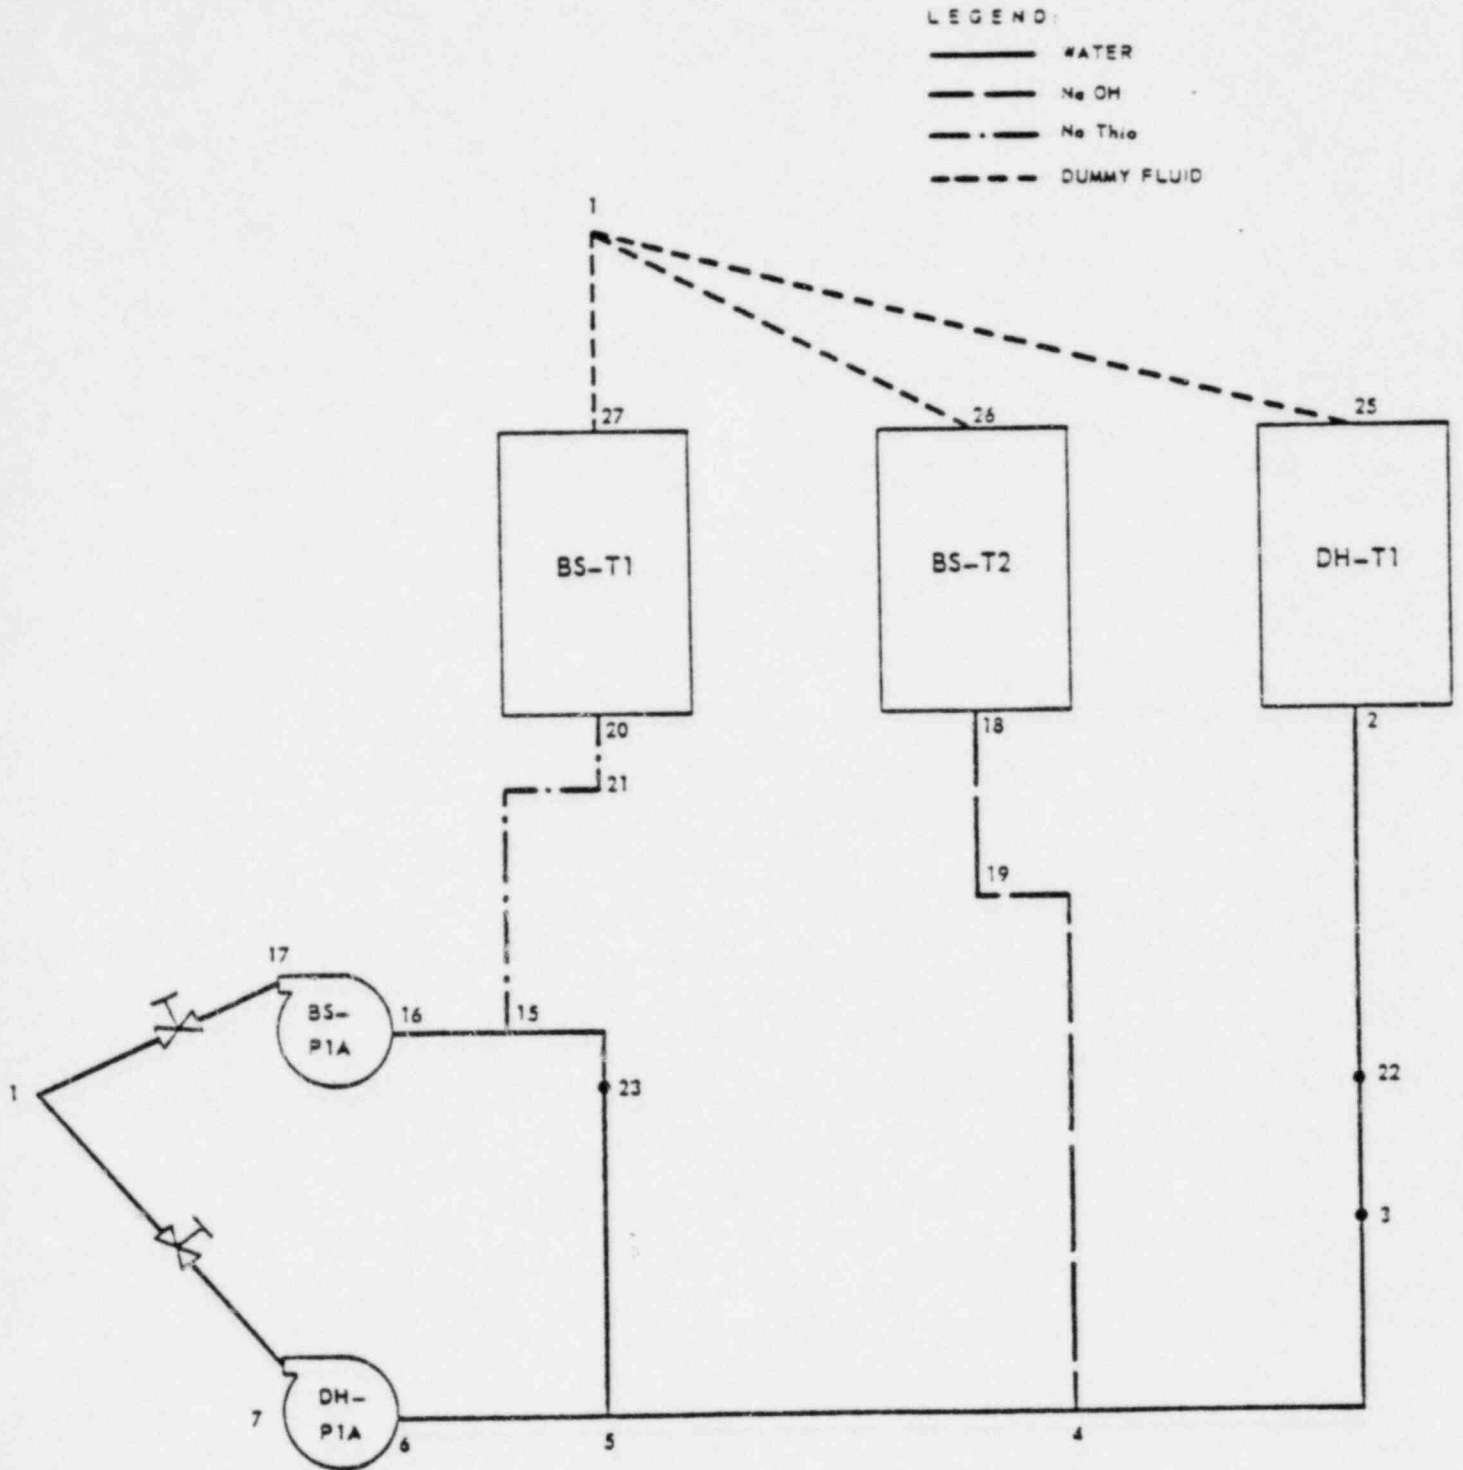 LEGEND:
WATER
Na OH
Na Thio
DUMMY FLUID
1
27
26
25
BS-T1
BS-T2
DH-T1
20
18
2
21
19
17
BS-
P1A
16
15
1
23
22
3
7
DH-
P1A
6
5
4